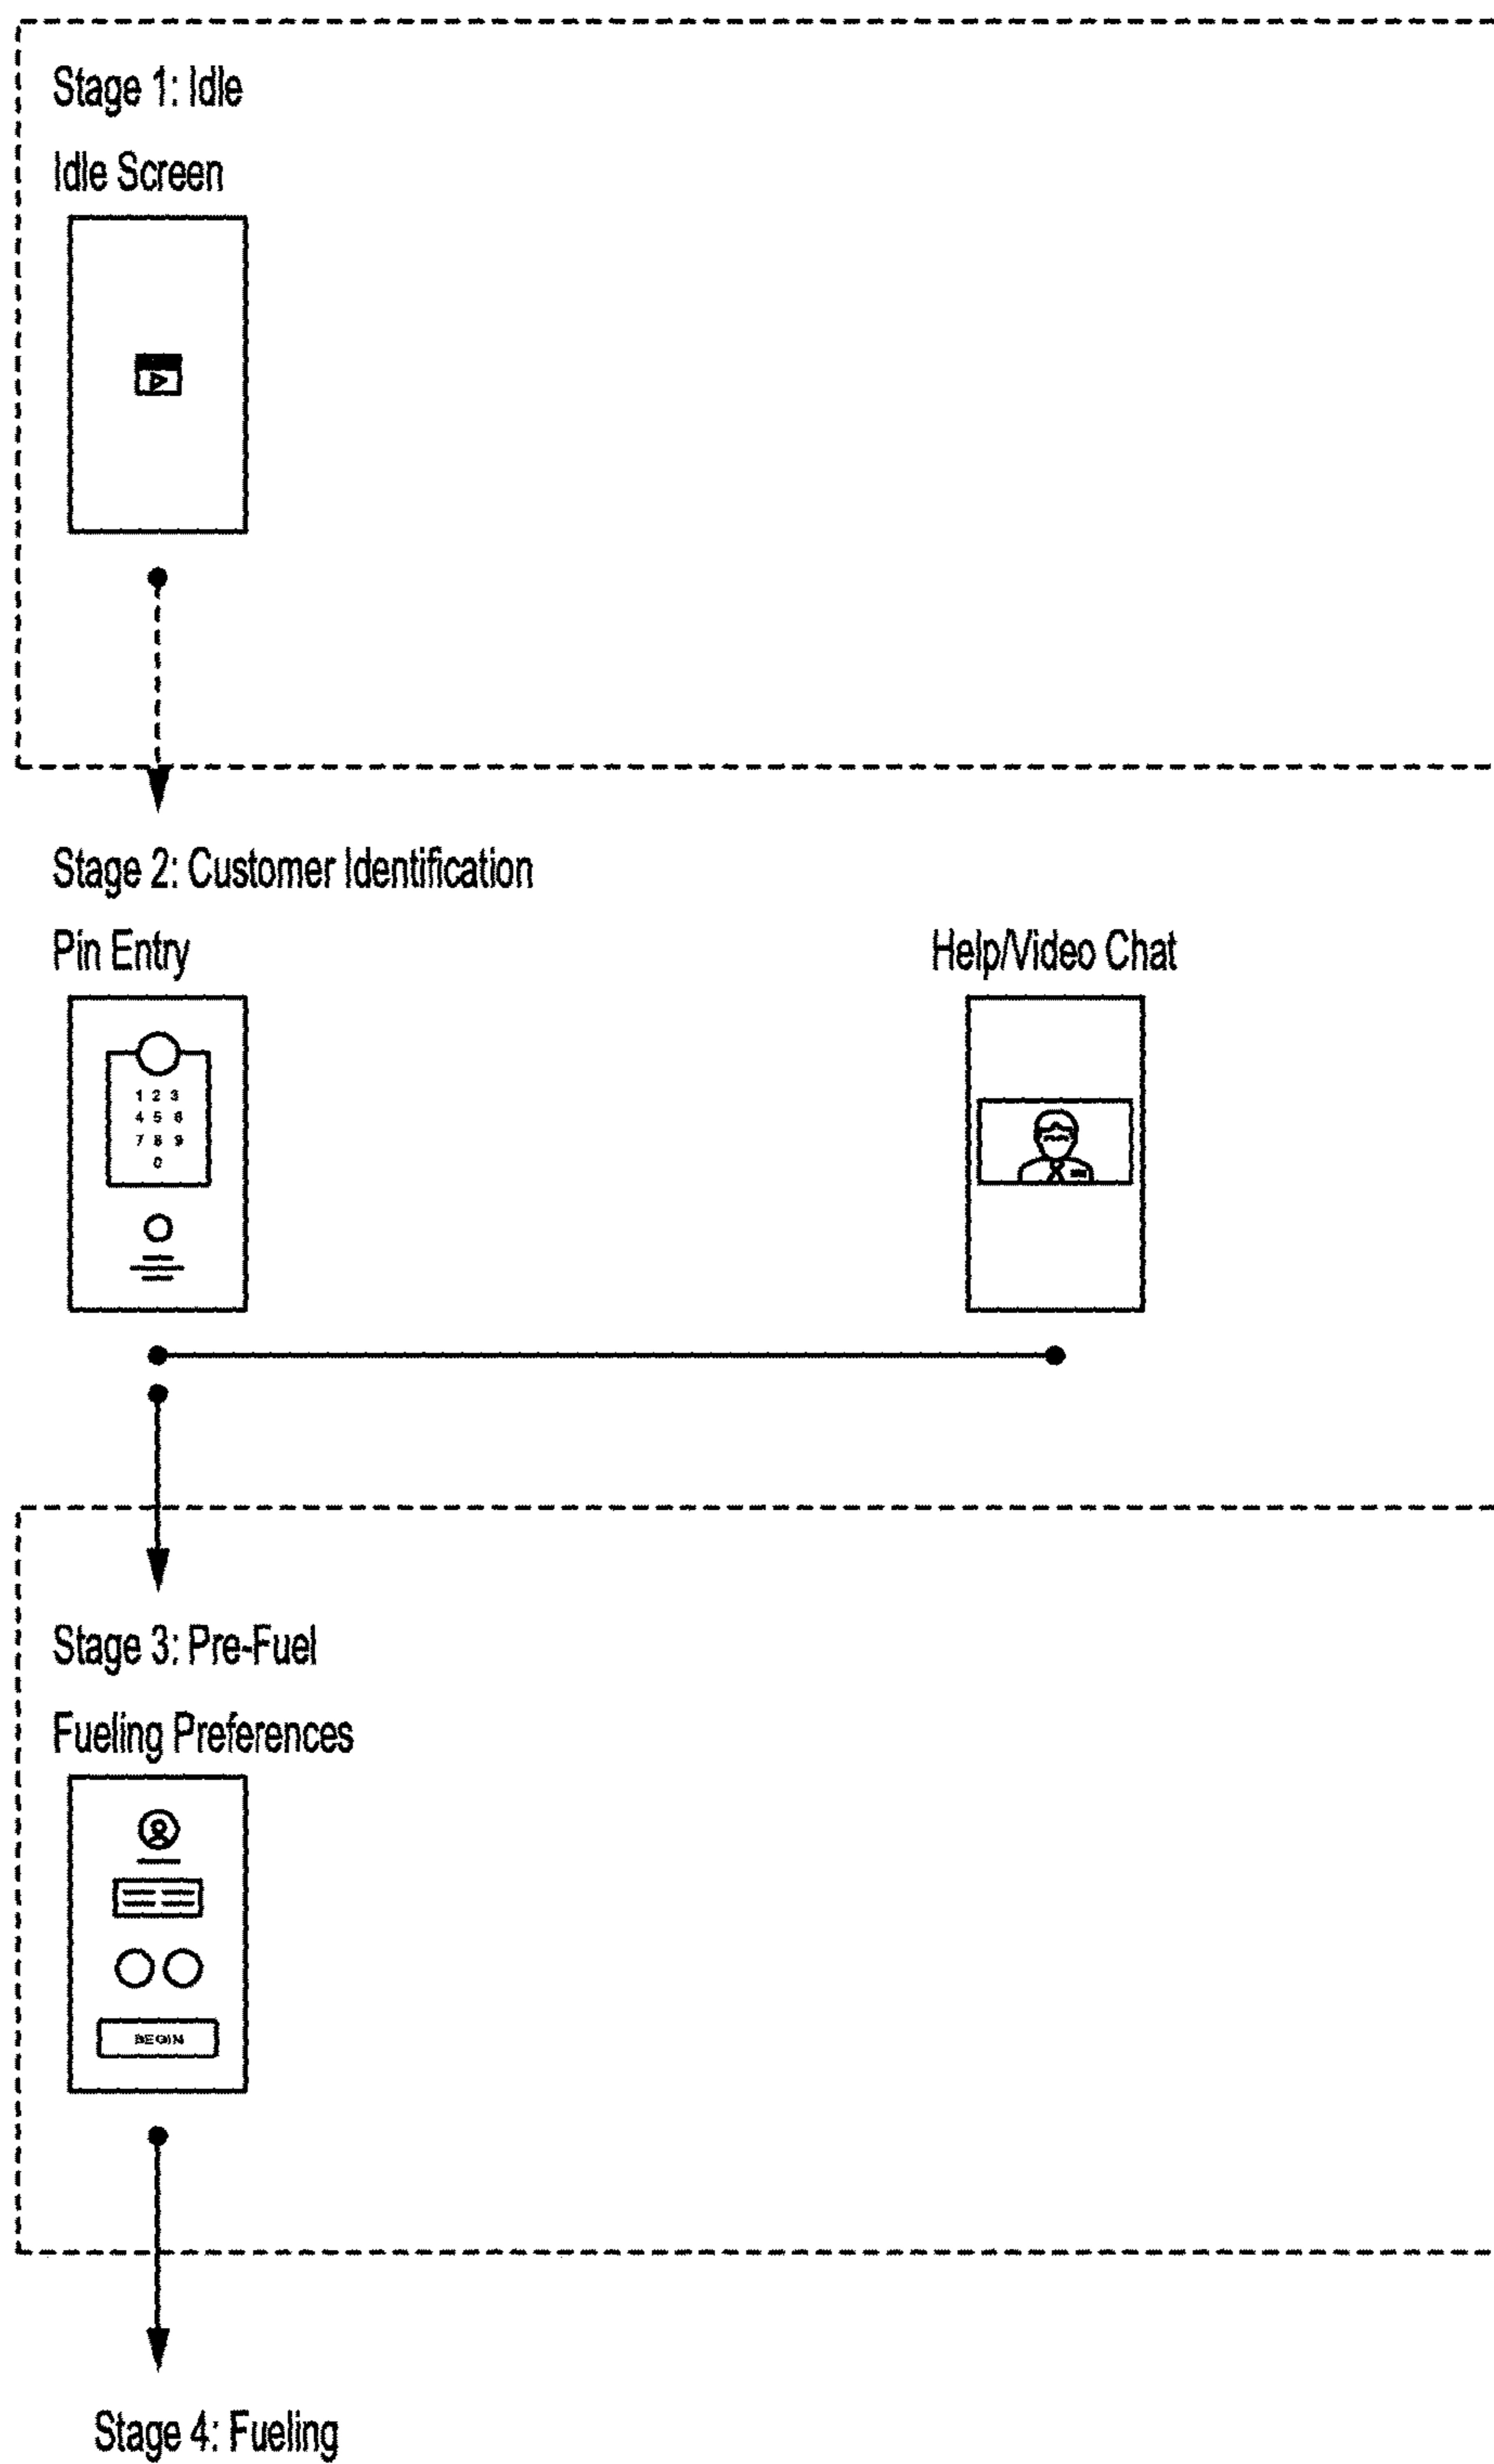 Stage 1: Idle
Idle Screen
Stage 2: Customer Identification
Pin Entry
Help/Video Chat
1 2 3
4 5 6
7 8 9
0
Stage 3: Pre-Fuel
Fueling Preferences
BEGIN
Stage 4: Fueling